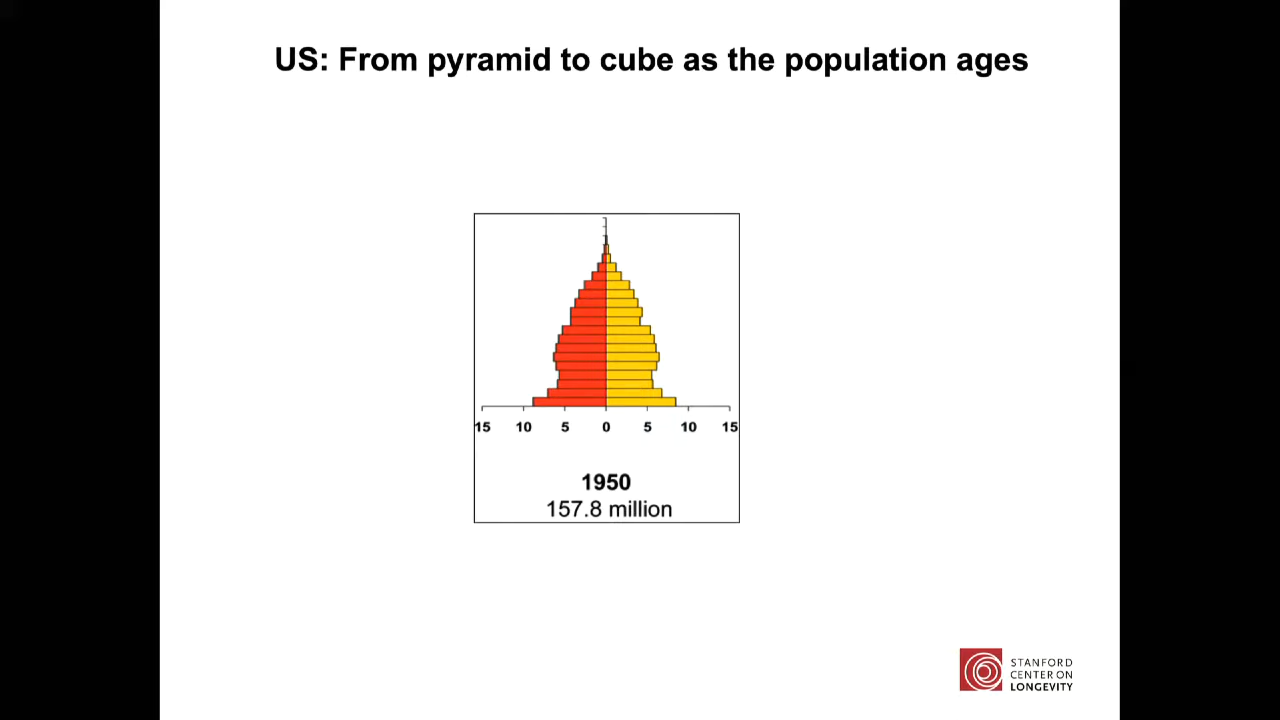 US: From pyramid to cube as the population ages
15 10 5 0 5 10 15
1950
157.8 million
STANFORD
CENTER ON
LONGEVITY